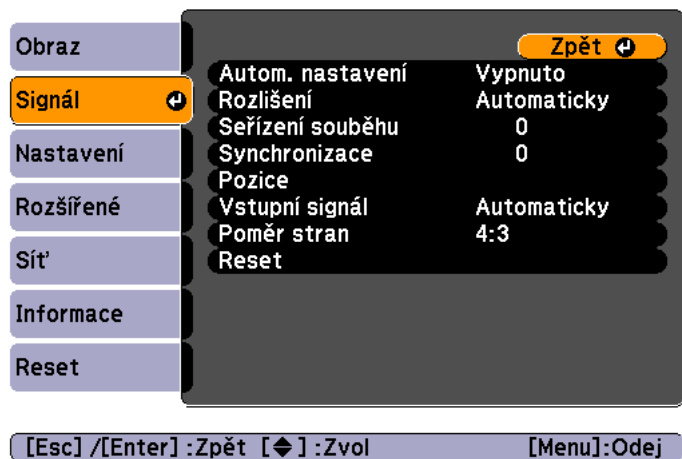 Obraz
Signál
Nastavení
Rozšířené
Síť
Informace
Reset
Zpět
Autom. nastavení Vypnuto
Rozlišení Automaticky
Seřízení souběhu 0
Synchronizace 0
Pozice
Vstupní signál Automaticky
Poměr stran 4:3
Reset
[Esc] /[Enter] :Zpět [◆] :Zvol [Menu]:Odej